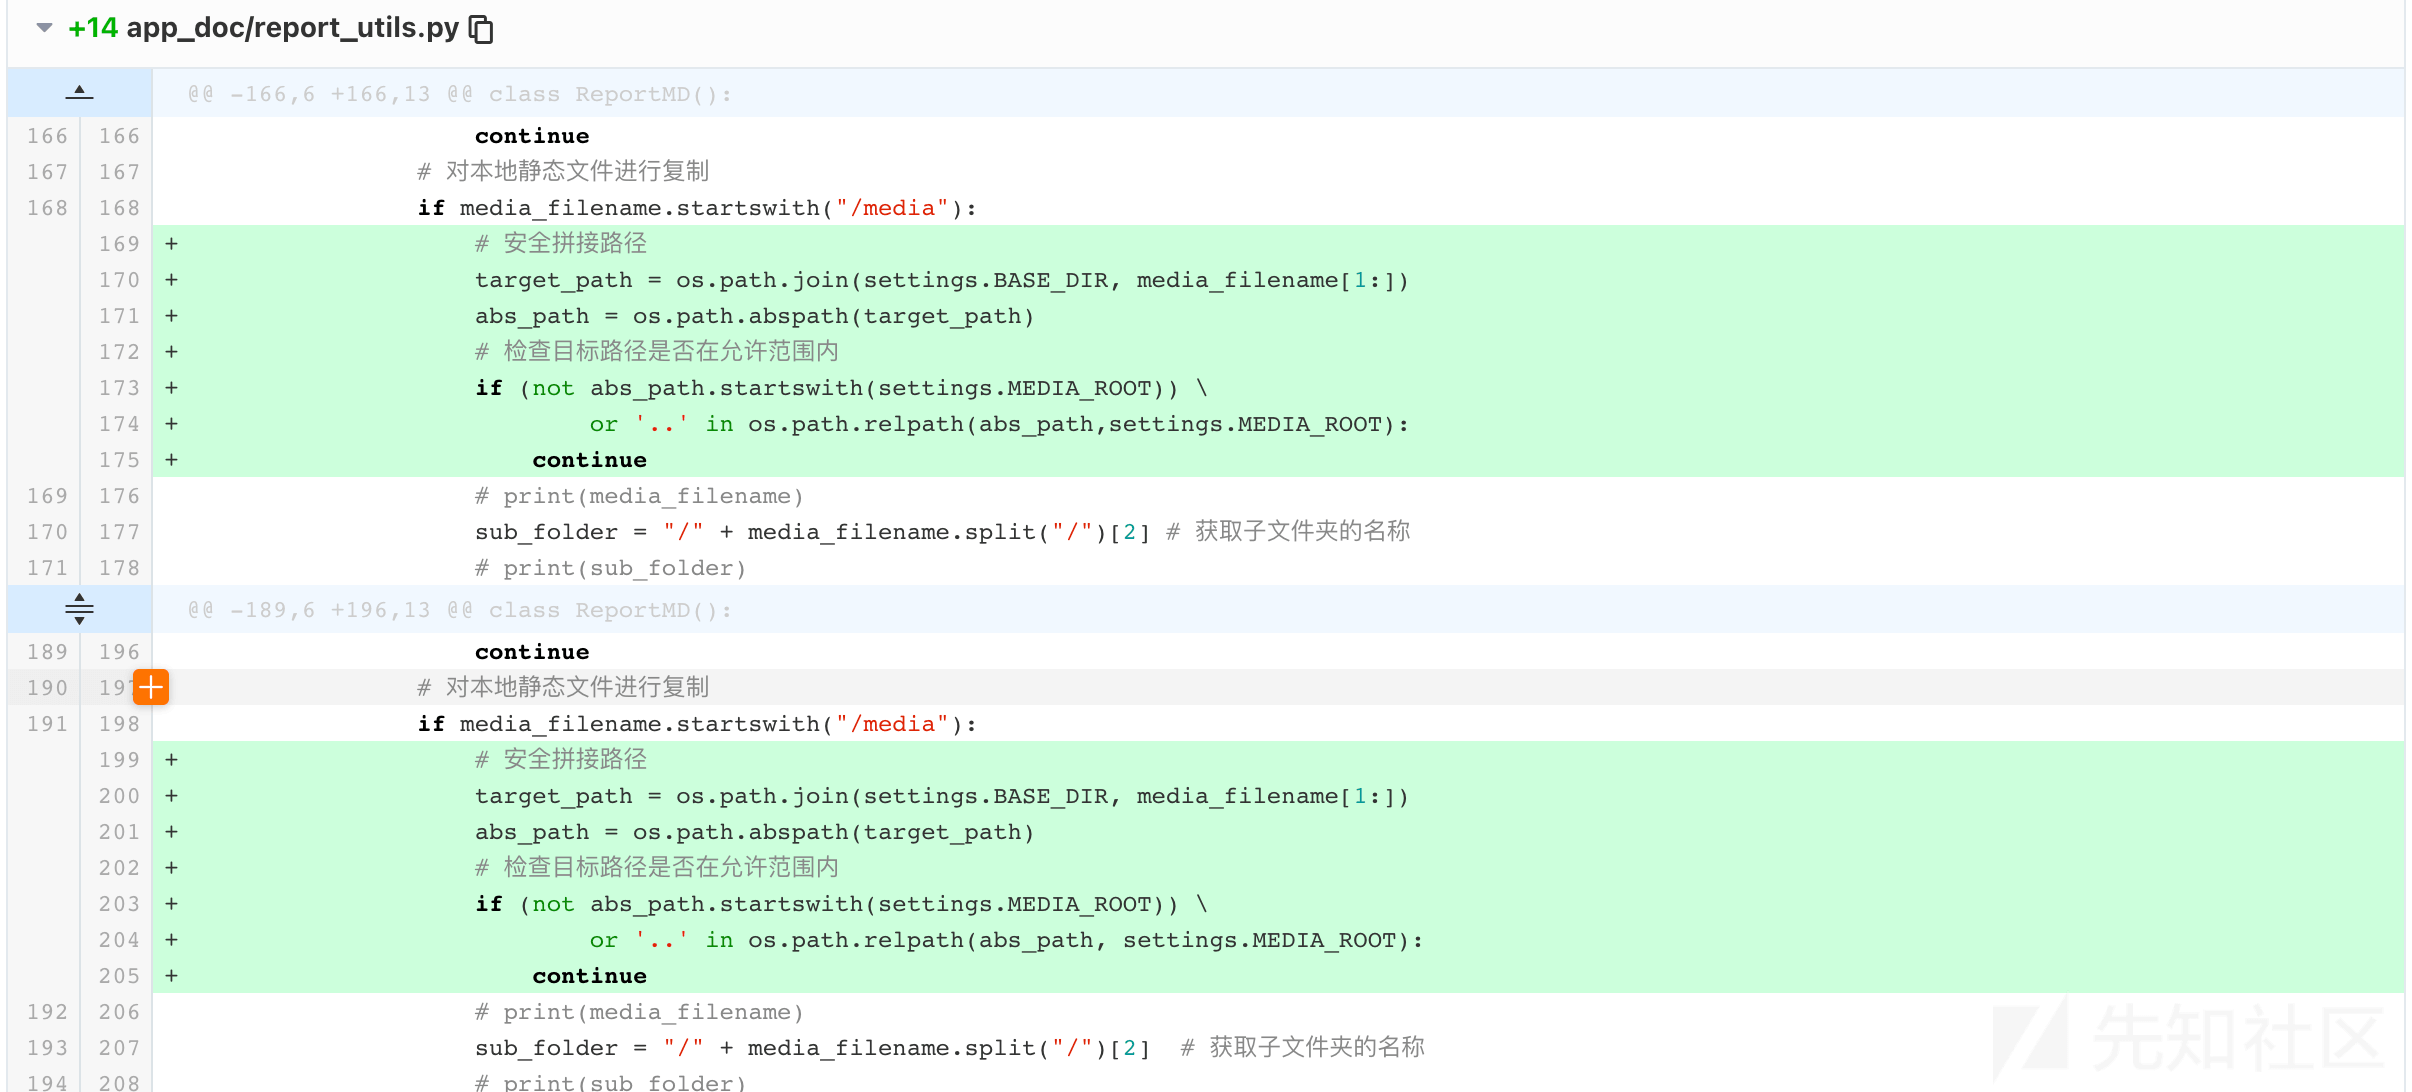 +14 app_doc/report_utils.py
@@ -166,6 +166,13 @@ class ReportMD():
166 166 continue
167 167 # 对本地静态文件进行复制
168 168 if media_filename.startswith("/media"):
169 + # 安全拼接路径
170 + target_path = os.path.join(settings.BASE_DIR, media_filename[1:])
171 + abs_path = os.path.abspath(target_path)
172 + # 检查目标路径是否在允许范围内
173 + if (not abs_path.startswith(settings.MEDIA_ROOT)) \
174 + or '..' in os.path.relpath(abs_path,settings.MEDIA_ROOT):
175 + continue
169 176 # print(media_filename)
170 177 sub_folder = "/" + media_filename.split("/")[2] # 获取子文件夹的名称
171 178 # print(sub_folder)
@@ -189,6 +196,13 @@ class ReportMD():
189 196 continue
190 197 # 对本地静态文件进行复制
191 198 if media_filename.startswith("/media"):
199 + # 安全拼接路径
200 + target_path = os.path.join(settings.BASE_DIR, media_filename[1:])
201 + abs_path = os.path.abspath(target_path)
202 + # 检查目标路径是否在允许范围内
203 + if (not abs_path.startswith(settings.MEDIA_ROOT)) \
204 + or '..' in os.path.relpath(abs_path, settings.MEDIA_ROOT):
205 + continue
192 206 # print(media_filename)
193 207 sub_folder = "/" + media_filename.split("/")[2] # 获取子文件夹的名称
194 208 # print(sub_folder)
先知社区